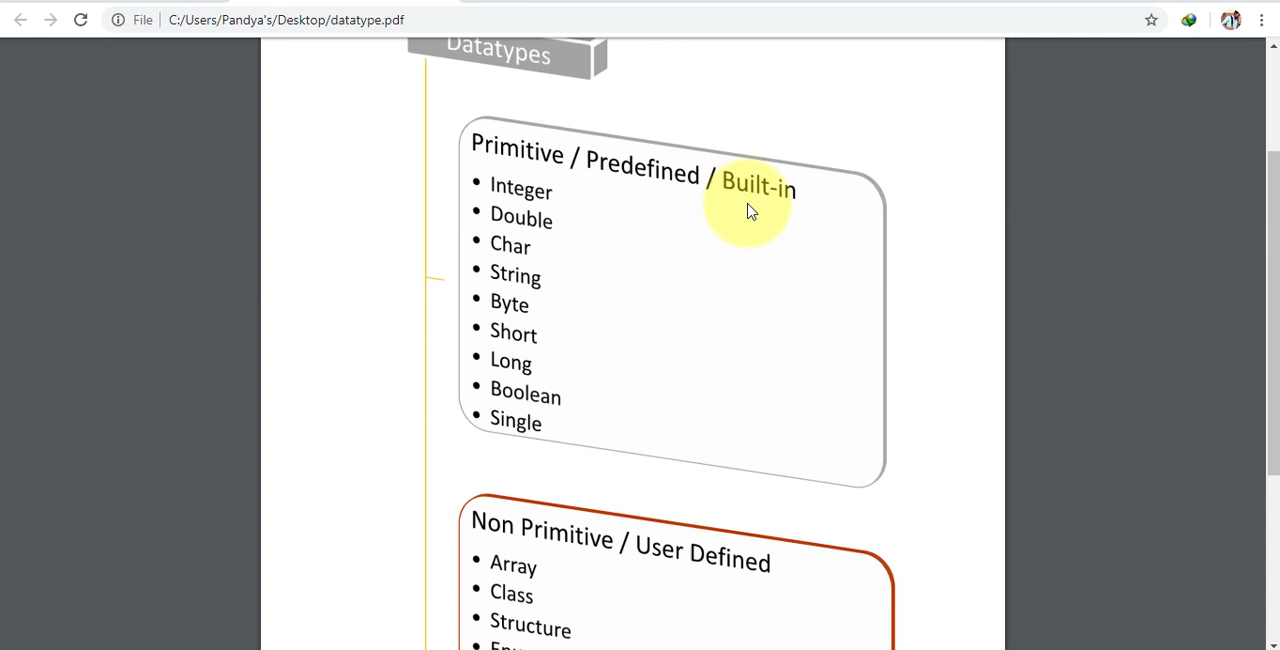 File
C:/Users/Pandya's/Desktop/datatype.pdf
Datatypes
Primitive / Predefined / Built-in
• Integer
• Double
• Char
• String
• Byte
• Short
• Long
• Boolean
• Single
Non Primitive / User Defined
• Array
• Class
• Structure